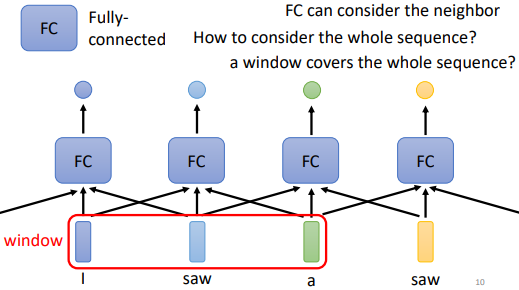 FC
Fully-
connected
FC can consider the neighbor
How to consider the whole sequence?
a window covers the whole sequence?
FC FC FC FC
window
I saw a saw
10